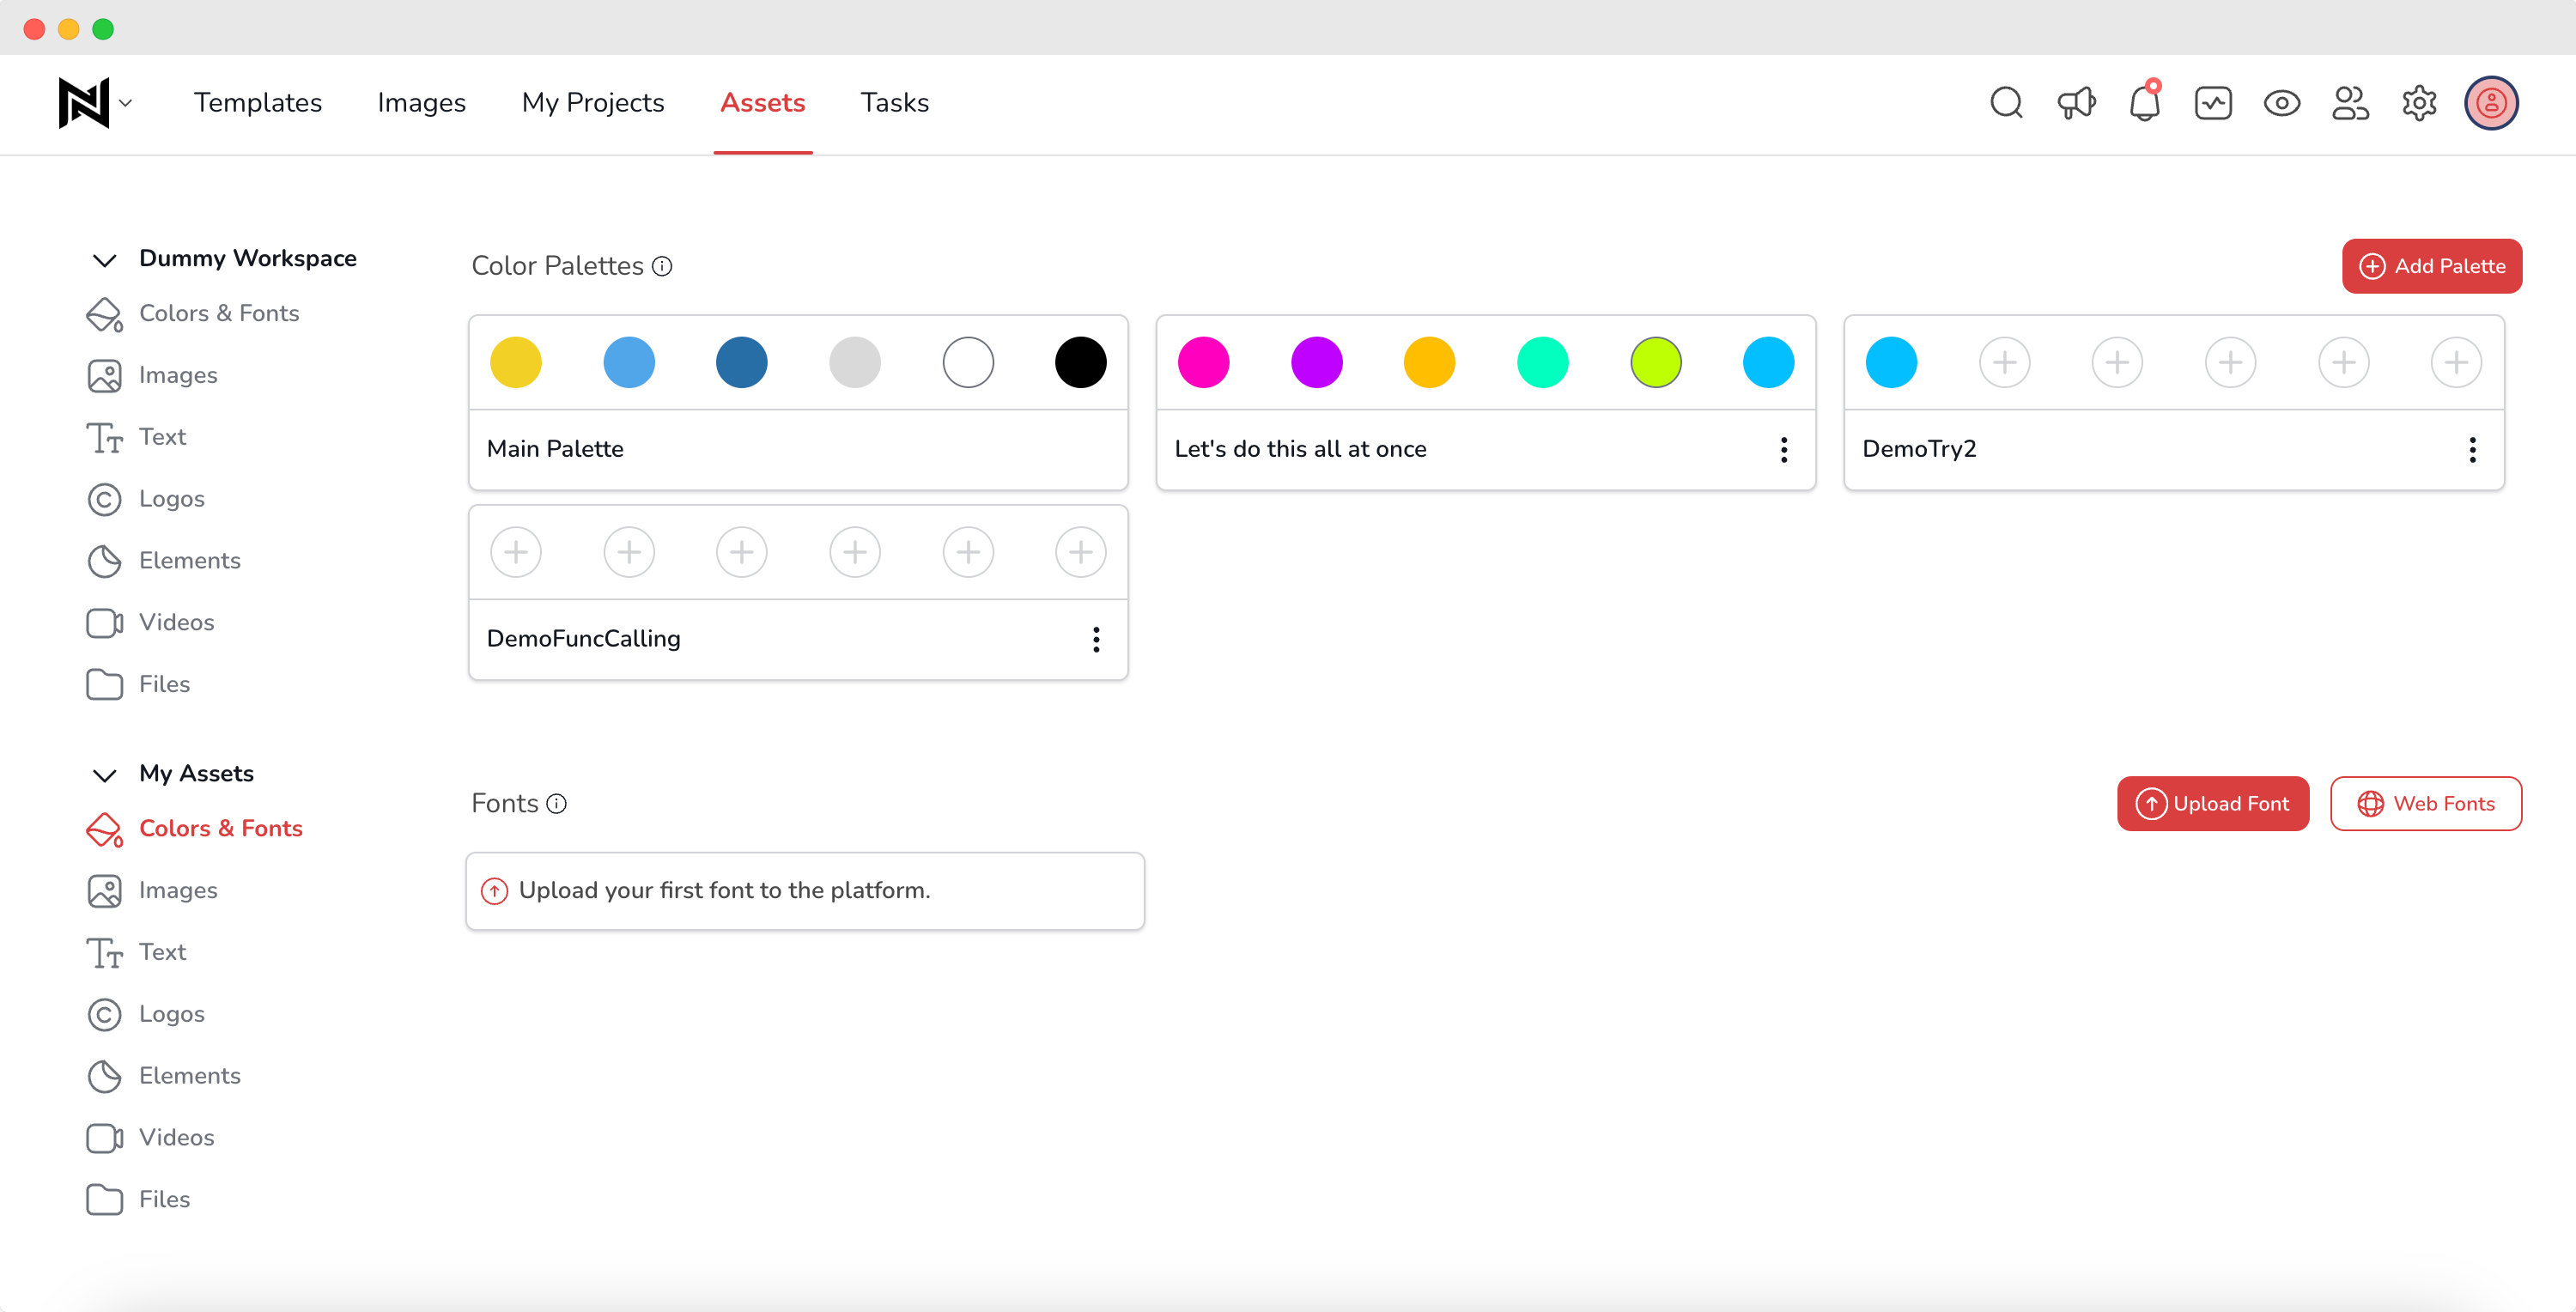 Templates
Images
My Projects
Assets
Tasks
Dummy Workspace
Colors & Fonts
Images
Text
Logos
Elements
Videos
Files
My Assets
Colors & Fonts
Images
Text
Logos
Elements
Videos
Files
Color Palettes
Add Palette
Main Palette
Let's do this all at once
DemoTry2
DemoFuncCalling
Fonts
Upload Font
Web Fonts
Upload your first font to the platform.